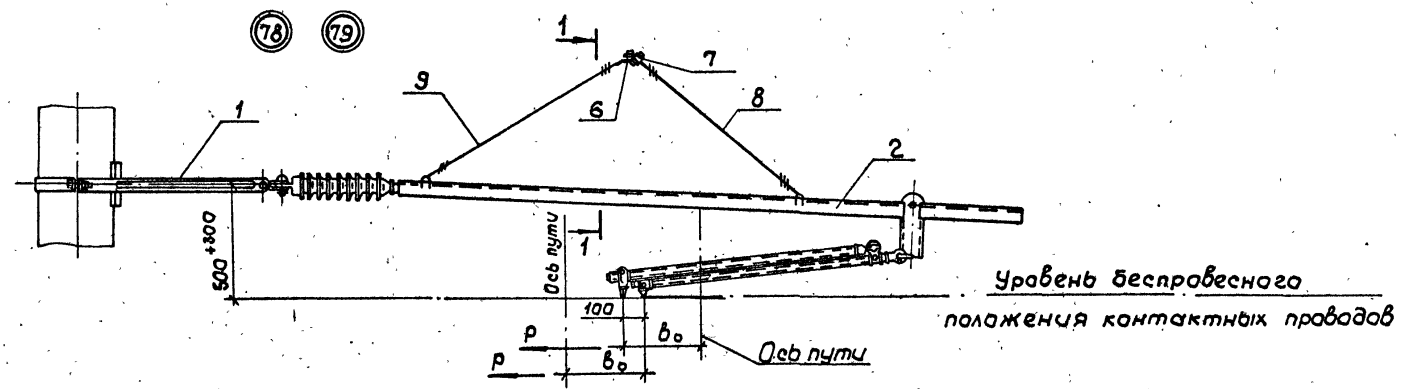 78 79
1
7
9
6
8
1
2
500+300
Ось пути
1
100
Уровень беспровесного
положения контактных проводов
P
b₀
Ось пути
P
b₀